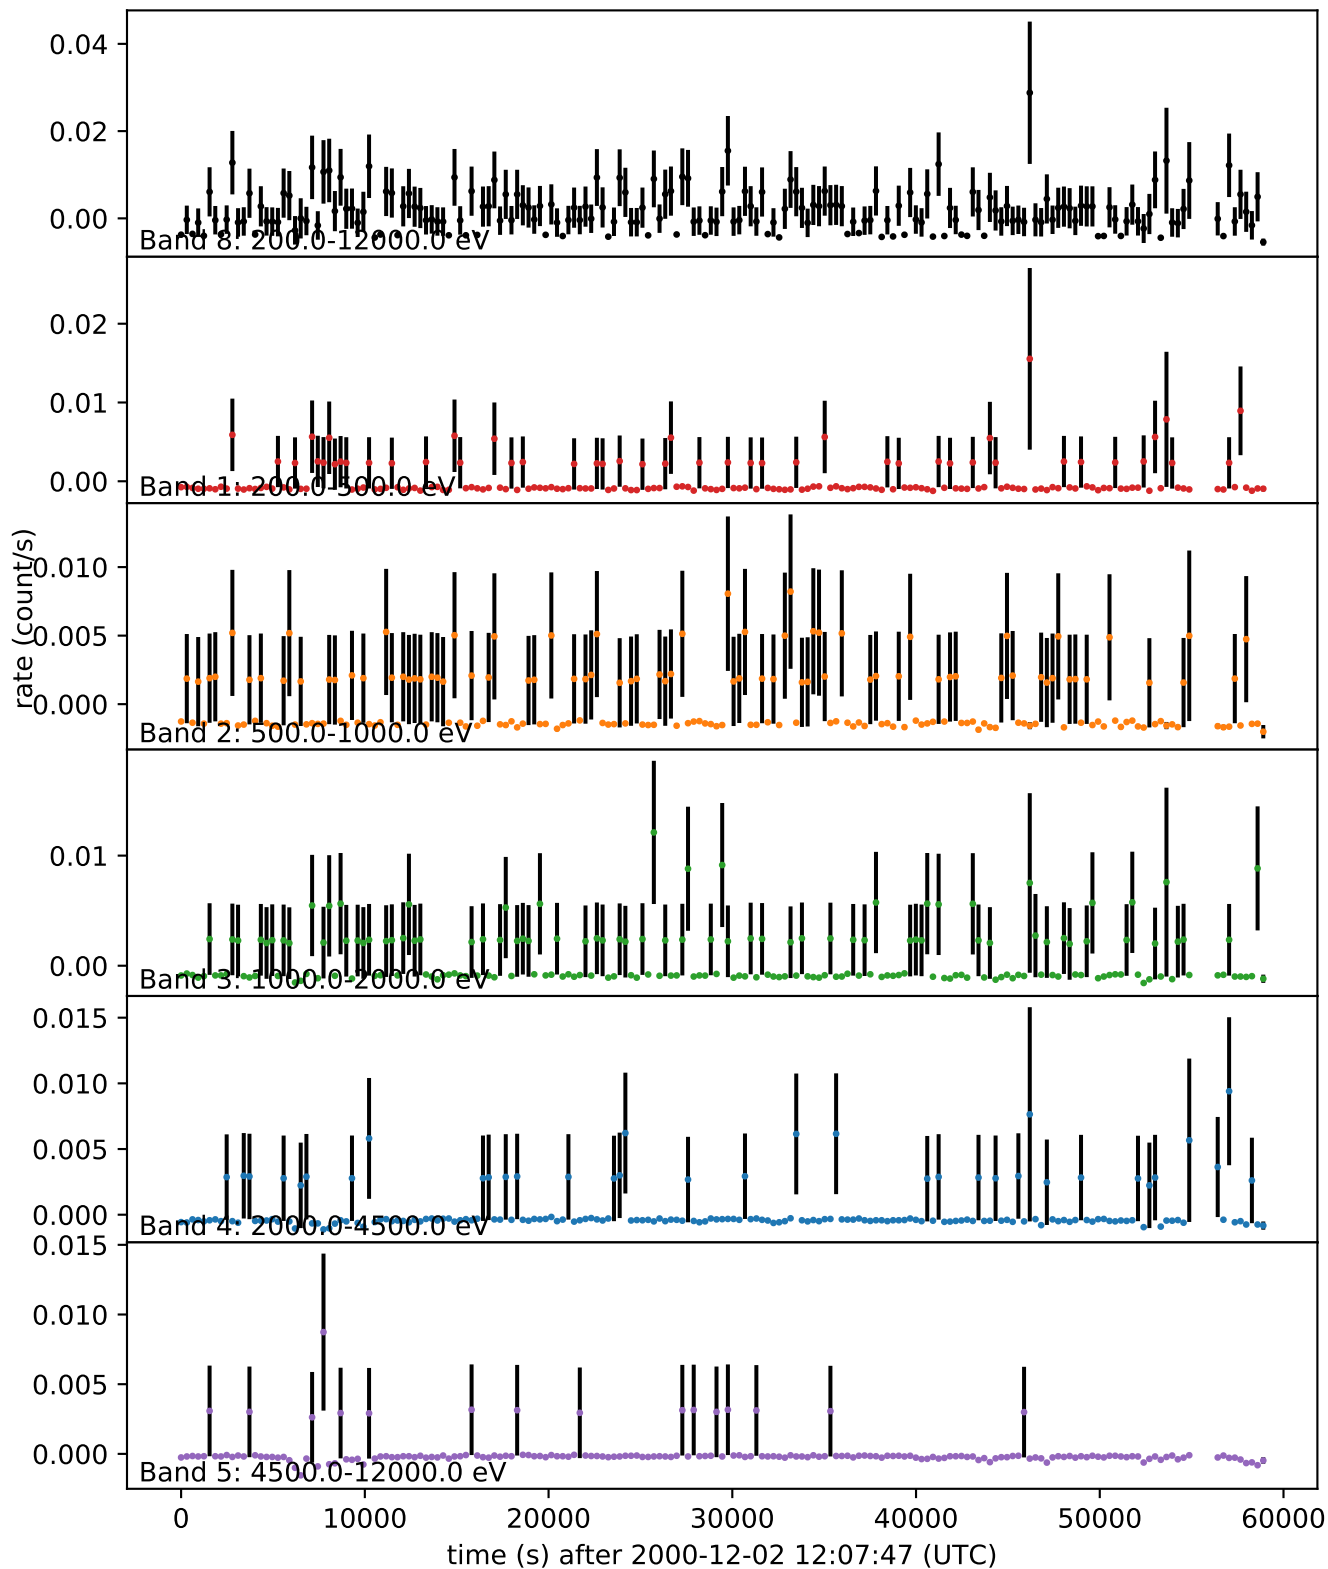 0.04
0.02
0.00
Band 8: 200.0-12000.0 eV
0.02
0.01
0.00
Band 1: 200.0-500.0 eV
rate (count/s)
0.010
0.005
0.000
Band 2: 500.0-1000.0 eV
0.01
0.00
Band 3: 1000.0-2000.0 eV
0.015
0.010
0.005
0.000
Band 4: 2000.0-4500.0 eV
0.015
0.010
0.005
0.000
Band 5: 4500.0-12000.0 eV
0 10000 20000 30000 40000 50000 60000
time (s) after 2000-12-02 12:07:47 (UTC)